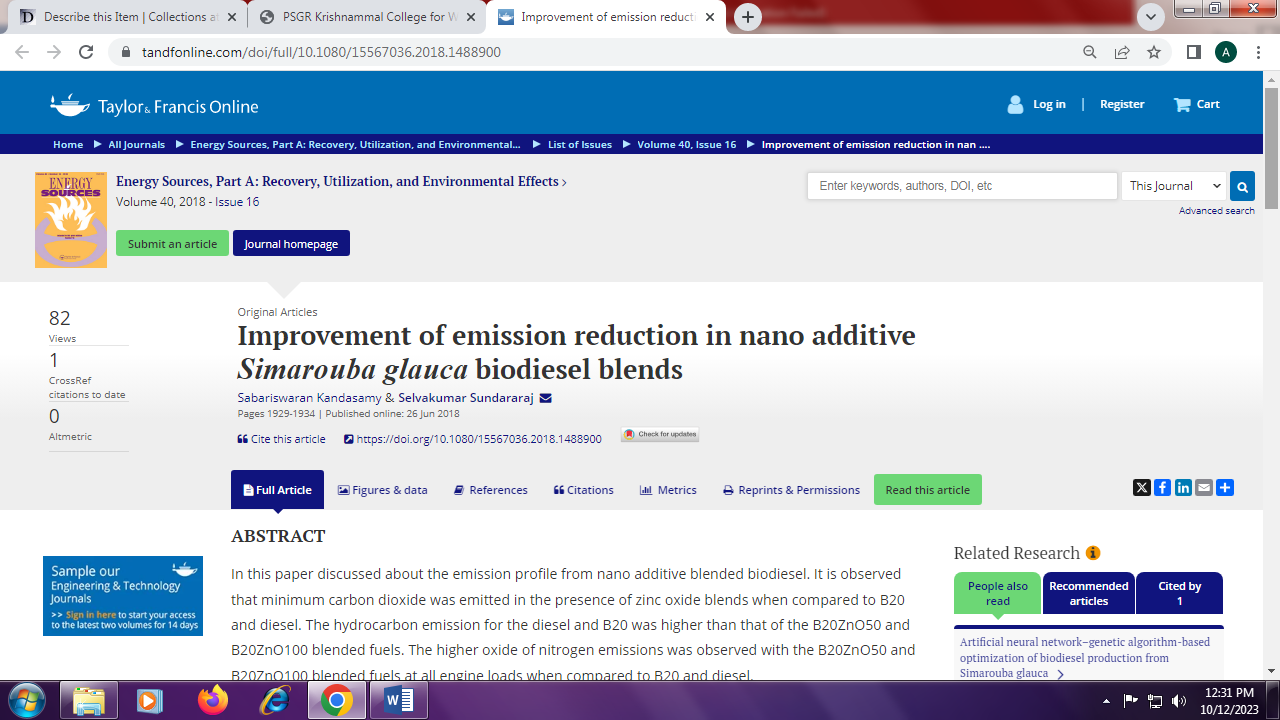 Describe this Item | Collections at
PSGR Krishnammal College for W
Improvement of emission reducti
tandfonline.com/doi/full/10.1080/15567036.2018.1488900
A
Taylor & Francis Online
Log in | Register Cart
Home All Journals Energy Sources, Part A: Recovery, Utilization, and Environmental... List of Issues Volume 40, Issue 16 Improvement of emission reduction in nan ....
ENERGY
SOURCES
Energy Sources, Part A: Recovery, Utilization, and Environmental Effects
Volume 40, 2018 - Issue 16
Submit an article
Journal homepage
Enter keywords, authors, DOI, etc
This Journal
Advanced search
82
Views
1
CrossRef
citations to date
0
Altmetric
Original Articles
Improvement of emission reduction in nano additive
Simarouba glauca biodiesel blends
Sabariswaran Kandasamy & Selvakumar Sundararaj
Pages 1929-1934 | Published online: 26 Jun 2018
Cite this article https://doi.org/10.1080/15567036.2018.1488900 Check for updates
Full Article Figures & data References Citations Metrics Reprints & Permissions Read this article
ABSTRACT
In this paper discussed about the emission profile from nano additive blended biodiesel. It is observed
that minimum carbon dioxide was emitted in the presence of zinc oxide blends when compared to B20
and diesel. The hydrocarbon emission for the diesel and B20 was higher than that of the B20ZnO50 and
B20ZnO100 blended fuels. The higher oxide of nitrogen emissions was observed with the B20ZnO50 and
B20ZnO100 blended fuels at all engine loads when compared to B20 and diesel.
Sample our
Engineering & Technology
Journals
>> Sign in here to start your access
to the latest two volumes for 14 days
Related Research
People also
read
Recommended
articles
Cited by
1
Artificial neural network–genetic algorithm-based
optimization of biodiesel production from
Simarouba glauca
12:31 PM
10/12/2023